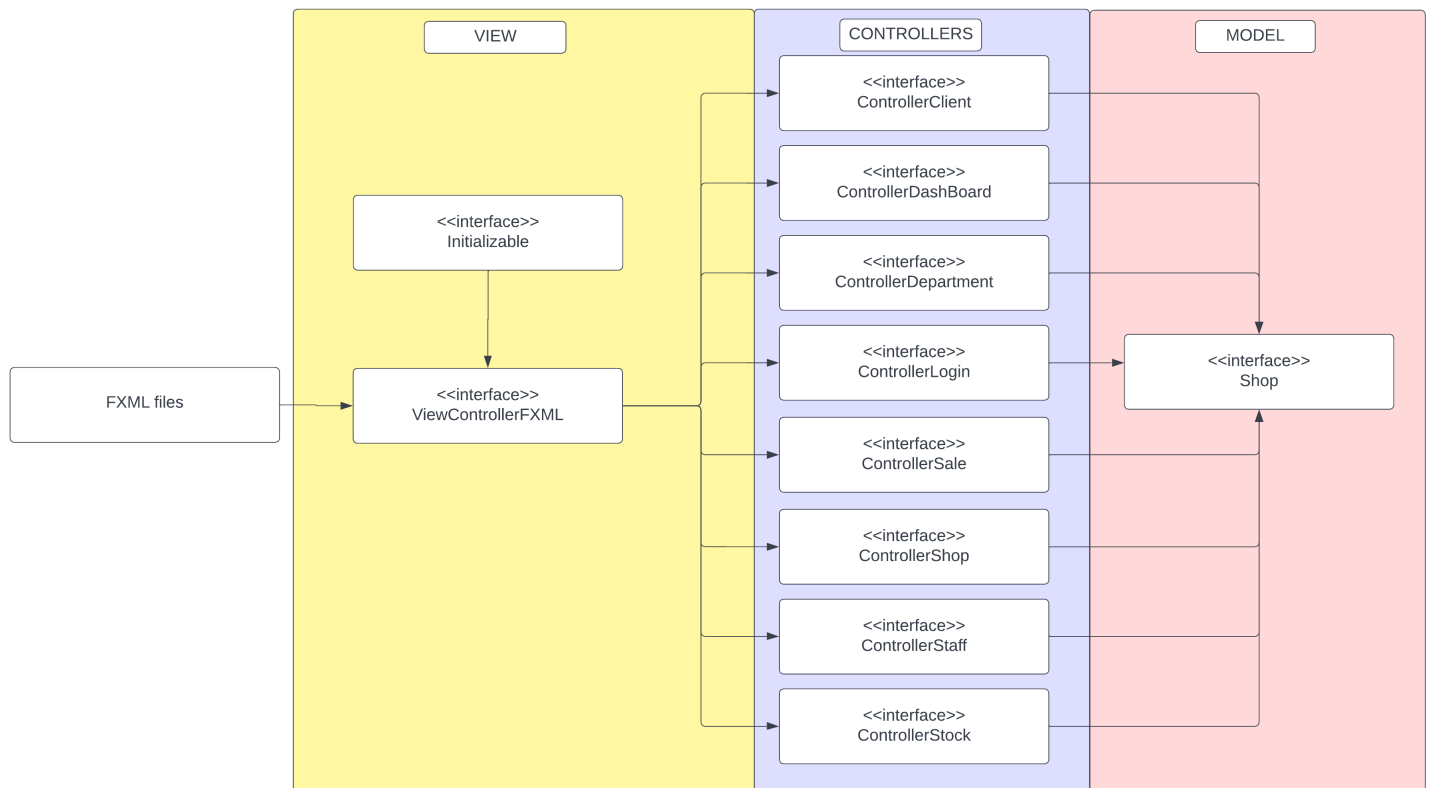 VIEW
CONTROLLERS
MODEL
<<interface>>
ControllerClient
<<interface>>
ControllerDashBoard
<<interface>>
Initializable
<<interface>>
ControllerDepartment
<<interface>>
ControllerLogin
<<interface>>
Shop
FXML files
<<interface>>
ViewControllerFXML
<<interface>>
ControllerSale
<<interface>>
ControllerShop
<<interface>>
ControllerStaff
<<interface>>
ControllerStock